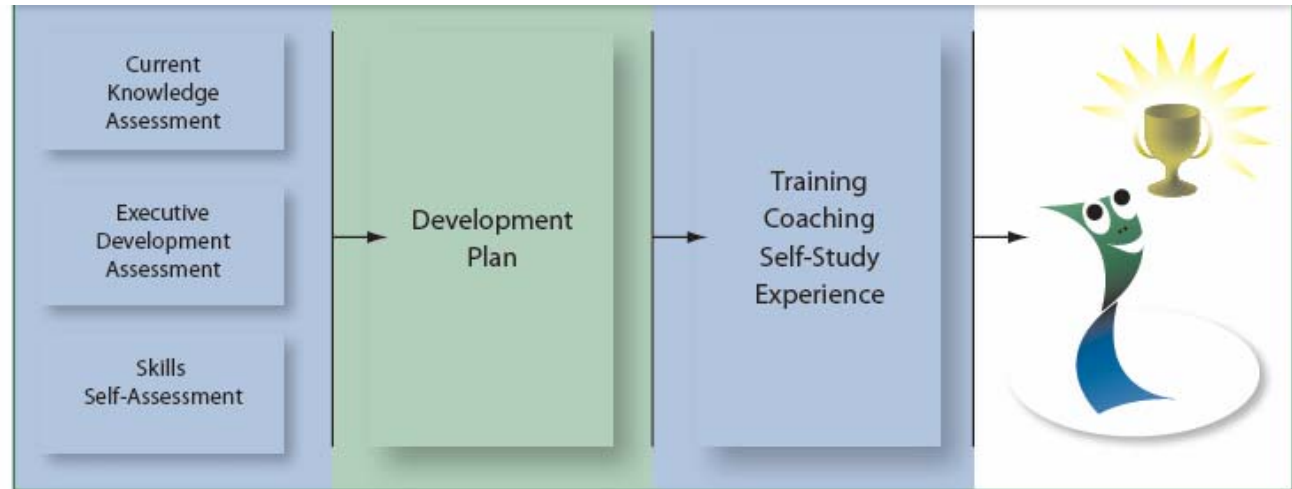 Current
Knowledge
Assessment
Executive
Development
Assessment
Skills
Self-Assessment
Development
Plan
Training
Coaching
Self-Study
Experience